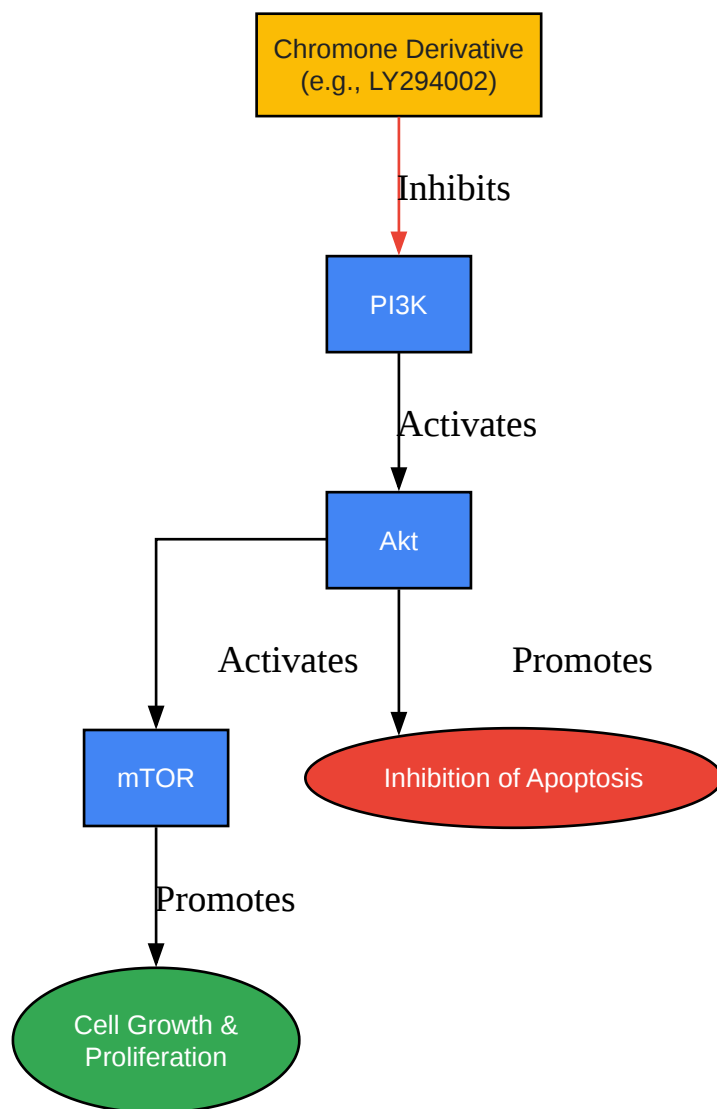 Chromone Derivative
(e.g., LY294002)
Inhibits
PI3K
Activates
Akt
Activates
Promotes
mTOR
Inhibition of Apoptosis
Promotes
Cell Growth &
Proliferation